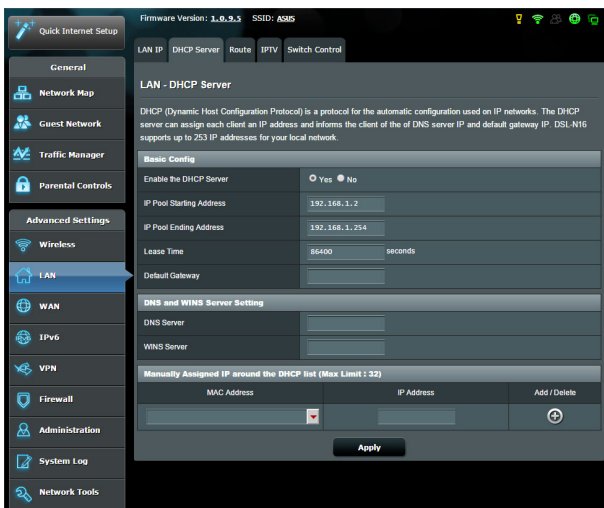 Quick Internet Setup
General
Network Map
Guest Network
Traffic Manager
Parental Controls
Advanced Settings
Wireless
LAN
WAN
IPv6
VPN
Firewall
Administration
System Log
Network Tools
Firmware Version: 1.0.9.5 SSID: ASUS
LAN IP DHCP Server Route IPTV Switch Control
LAN - DHCP Server
DHCP (Dynamic Host Configuration Protocol) is a protocol for the automatic configuration used on IP networks. The DHCP
server can assign each client an IP address and informs the client of the of DNS server IP and default gateway IP. DSL-N16
supports up to 253 IP addresses for your local network.
Basic Config
Enable the DHCP Server Yes No
IP Pool Starting Address 192.168.1.2
IP Pool Ending Address 192.168.1.254
Lease Time 86400 seconds
Default Gateway
DNS and WINS Server Setting
DNS Server
WINS Server
Manually Assigned IP around the DHCP list (Max Limit : 32)
MAC Address IP Address Add / Delete
Apply